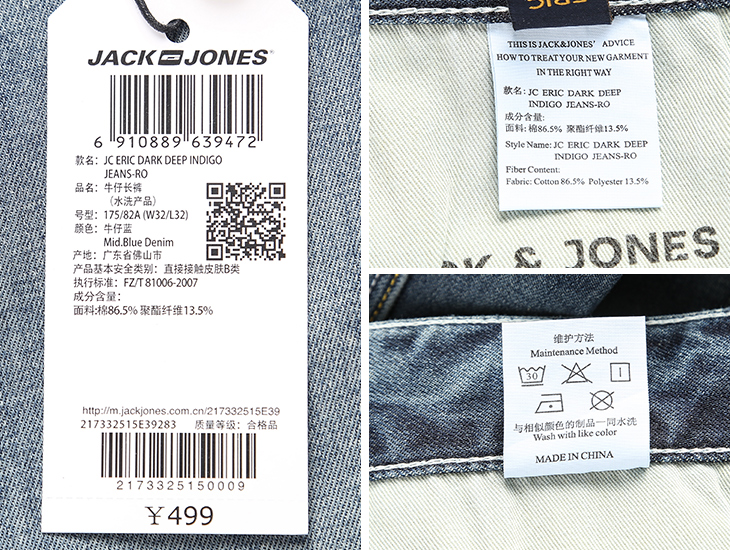 JACK JONES
6 910889 639472
款名：JC ERIC DARK DEEP INDIGO
JEANS-RO
品名：牛仔长裤
（水洗产品）
号型：175/82A (W32/L32)
颜色：牛仔蓝
Mid.Blue Denim
产地：广东省佛山市
产品基本安全类别：直接接触皮肤B类
执行标准：FZ/T 81006-2007
成分含量：
面料:棉86.5% 聚酯纤维13.5%
http://m.jackjones.com.cn/217332515E39
217332515E39283 质量等级：合格品
2173325150009
￥499
ERIC
THIS IS JACK&JONES' ADVICE
HOW TO TREAT YOUR NEW GARMENT
IN THE RIGHT WAY
款名：JC ERIC DARK DEEP
INDIGO JEANS-RO
成分含量:
面料:棉86.5% 聚酯纤维13.5%
Style Name: JC ERIC DARK DEEP
INDIGO JEANS-RO
Fiber Content:
Fabric: Cotton 86.5% Polyester 13.5%
CK & JONES
维护方法
Maintenance Method
30
与相似颜色的制品一同水洗
Wash with like color
MADE IN CHINA